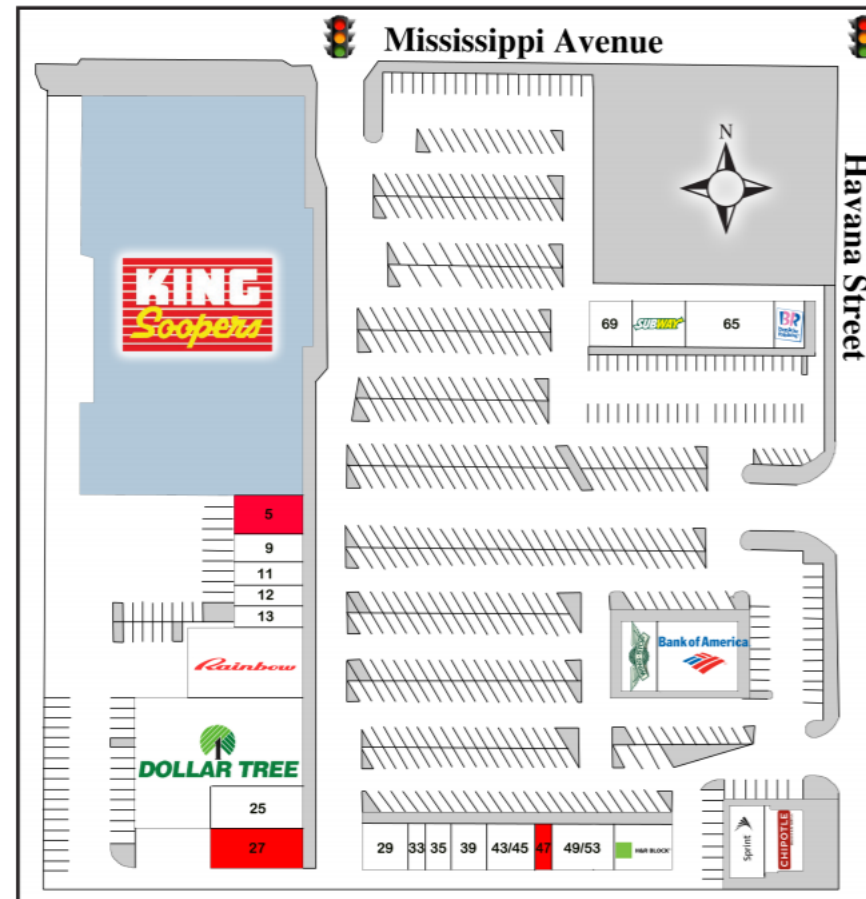 Mississippi Avenue
N
Havana Street
KING
Soopers
69
SUBWAY
65
BR
5
9
11
12
13
Rainbow
Bank of America
DOLLAR TREE
25
27
29
33
35
39
43/45
47
49/53
H&R BLOCK
Sprint
CHIPOTLE